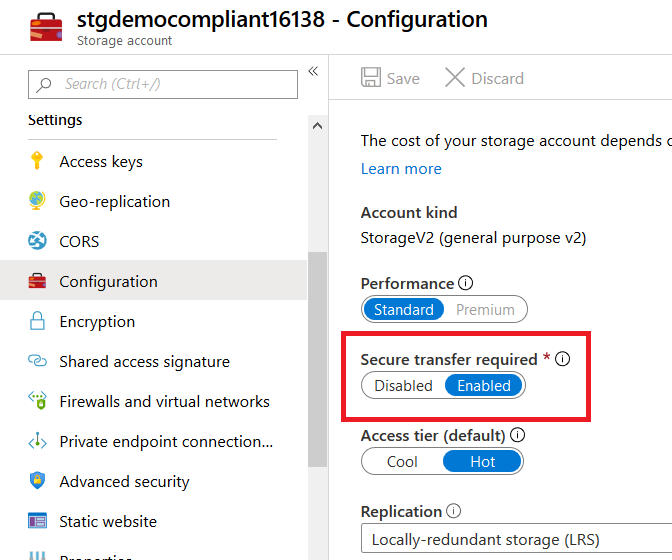 stgdemocompliant16138 - Configuration
Storage account
Search (Ctrl+/)
«
Settings
Access keys
Geo-replication
CORS
Configuration
Encryption
Shared access signature
Firewalls and virtual networks
Private endpoint connection...
Advanced security
Static website
Properties
Save
Discard
The cost of your storage account depends o
Learn more
Account kind
StorageV2 (general purpose v2)
Performance
Standard Premium
Secure transfer required *
Disabled Enabled
Access tier (default)
Cool Hot
Replication
Locally-redundant storage (LRS)